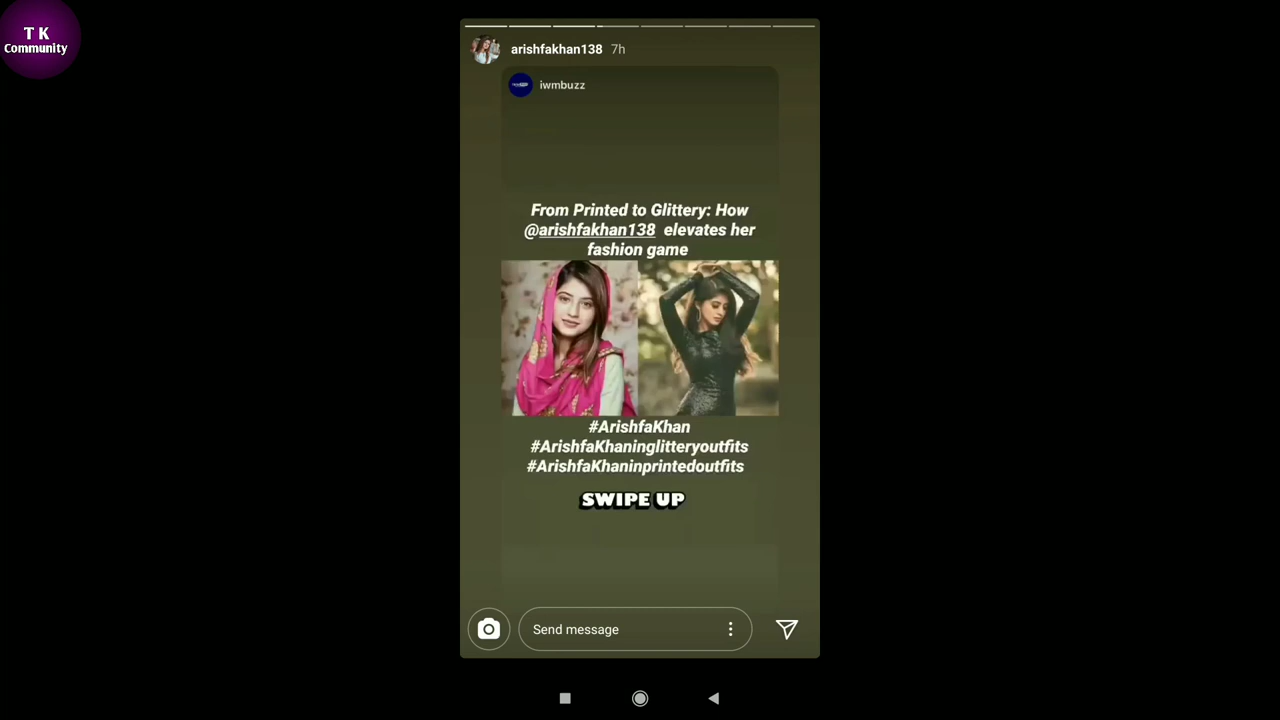 T K
Community
arishfakhan138 7h
iwmbuzz
From Printed to Glittery: How
@arishfakhan138 elevates her
fashion game
#ArishfaKhan
#ArishfaKhaninglitteryoutfits
#ArishfaKhaninprintedoutfits
SWIPE UP
Send message